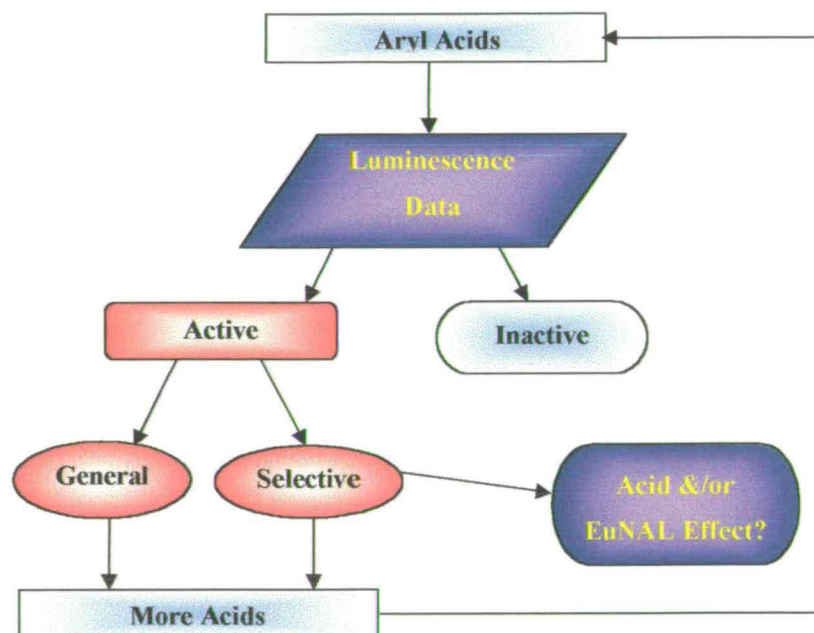 Aryl Acids
Luminescence
Data
Active
Inactive
General
Selective
Acid &/or
EuNAL Effect?
More Acids